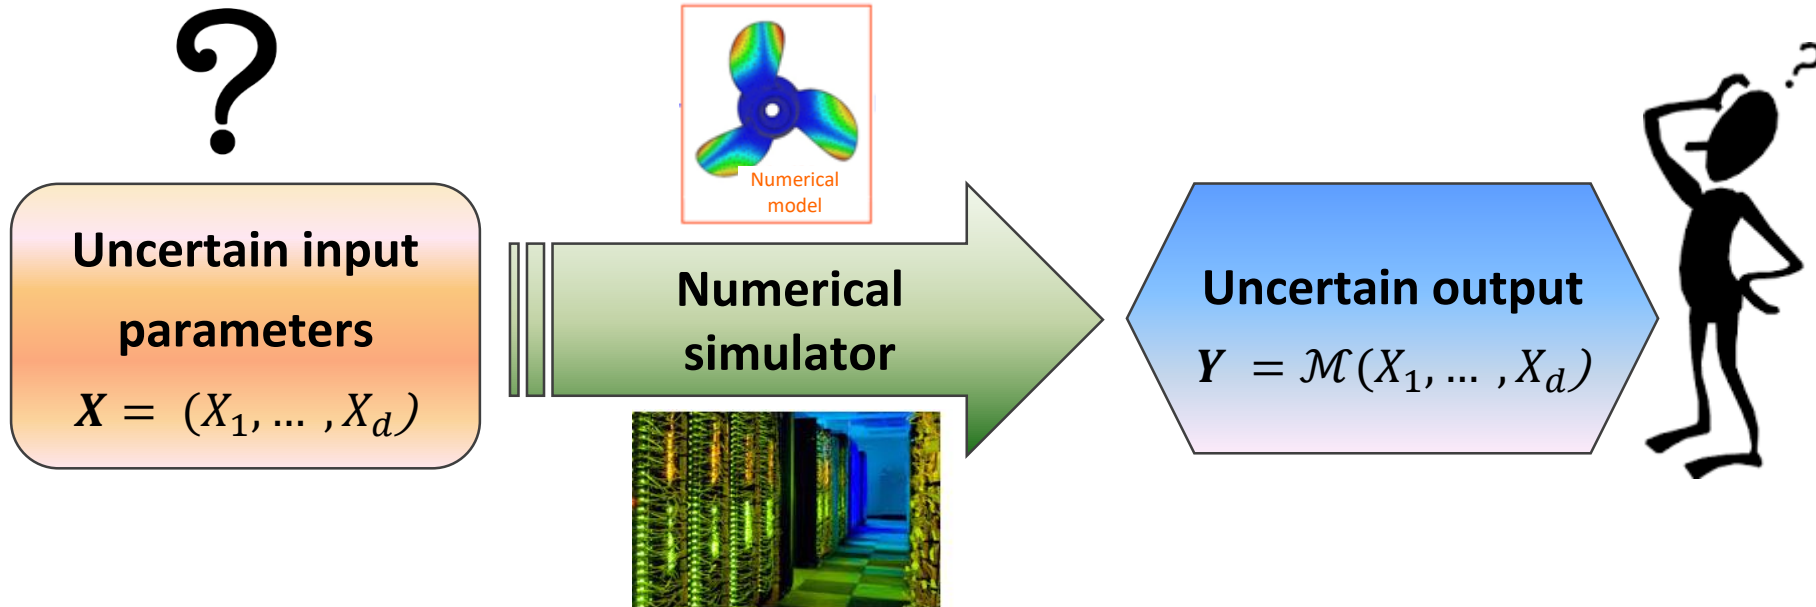 ?
?
Numerical
model
Uncertain input
parameters
𝑿 = (𝑋₁, … , 𝑋_d)
Numerical
simulator
Uncertain output
𝒀 = ℳ(𝑋₁, … , 𝑋_d)